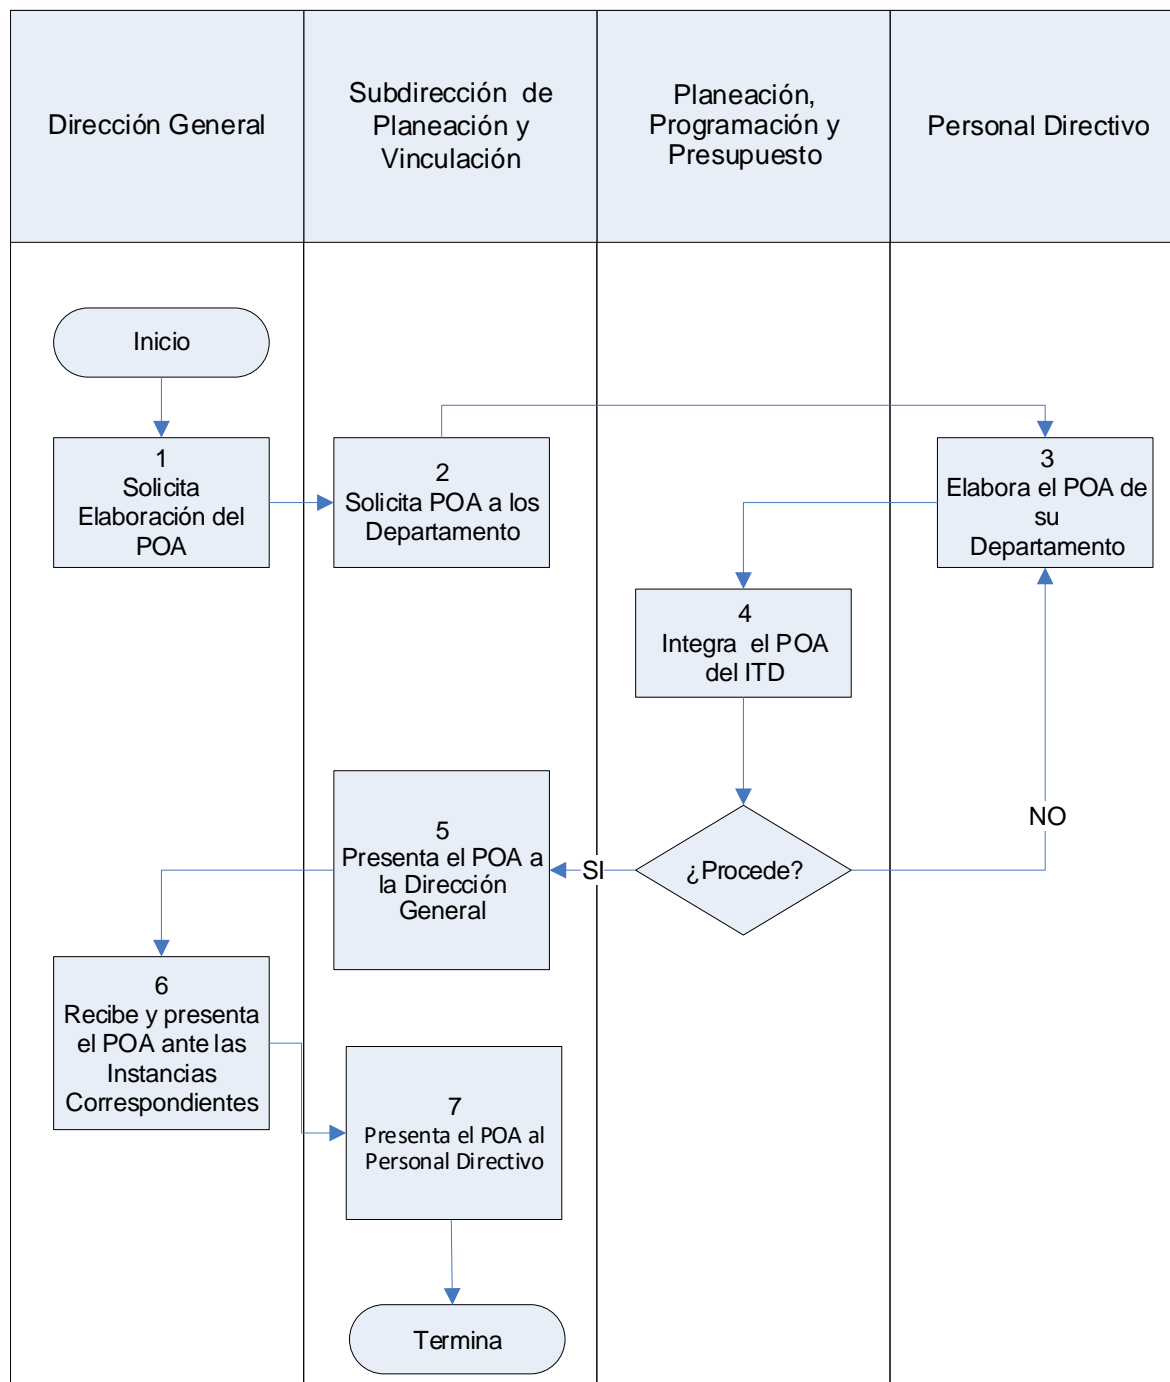 Dirección General
Subdirección de
Planeación y
Vinculación
Planeación,
Programación y
Presupuesto
Personal Directivo
Inicio
1
Solicita
Elaboración del
POA
2
Solicita POA a los
Departamento
3
Elabora el POA de
su
Departamento
4
Integra el POA
del ITD
¿Procede?
NO
SI
5
Presenta el POA a
la Dirección
General
6
Recibe y presenta
el POA ante las
Instancias
Correspondientes
7
Presenta el POA al
Personal Directivo
Termina